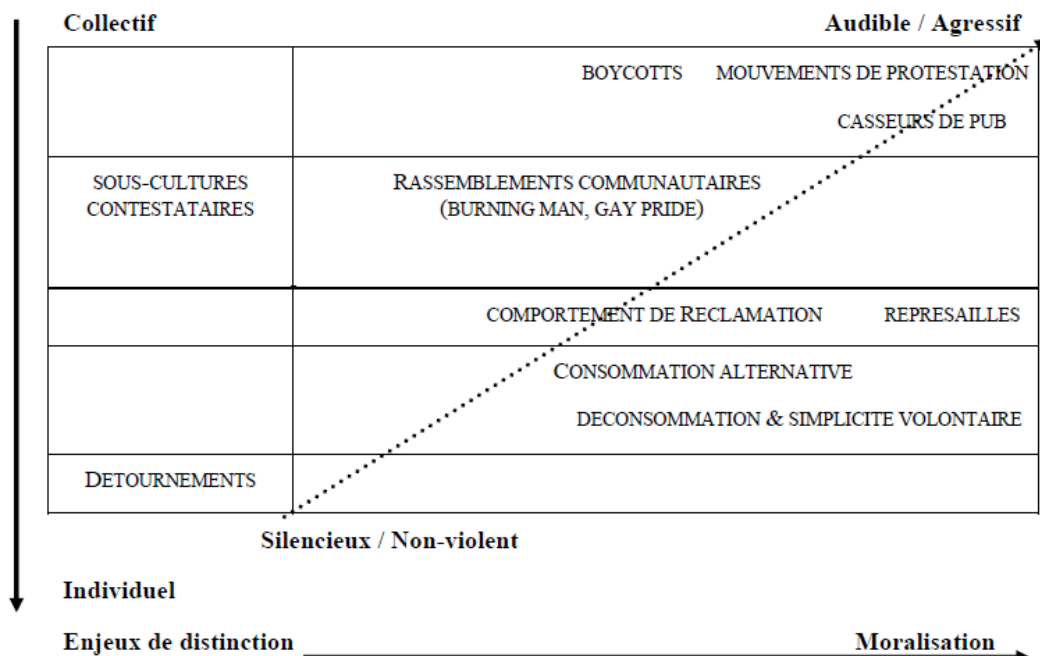 Collectif Audible / Agressif
BOYCOTTS MOUVEMENTS DE PROTESTATION
CASSEURS DE PUB
SOUS-CULTURES RASSEMBLEMENTS COMMUNAUTAIRES
CONTESTATAIRES (BURNING MAN, GAY PRIDE)
COMPORTEMENT DE RECLAMATION REPRESAILLES
CONSOMMATION ALTERNATIVE
DECONSOMMATION & SIMPLICITE VOLONTAIRE
DETOURNEMENTS
Silencieux / Non-violent
Individuel
Enjeux de distinction Moralisation